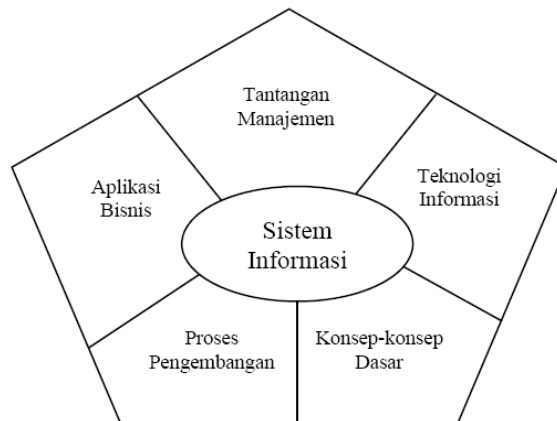 Tantangan
Manajemen
Aplikasi
Bisnis
Teknologi
Informasi
Sistem
Informasi
Proses
Pengembangan
Konsep-konsep
Dasar